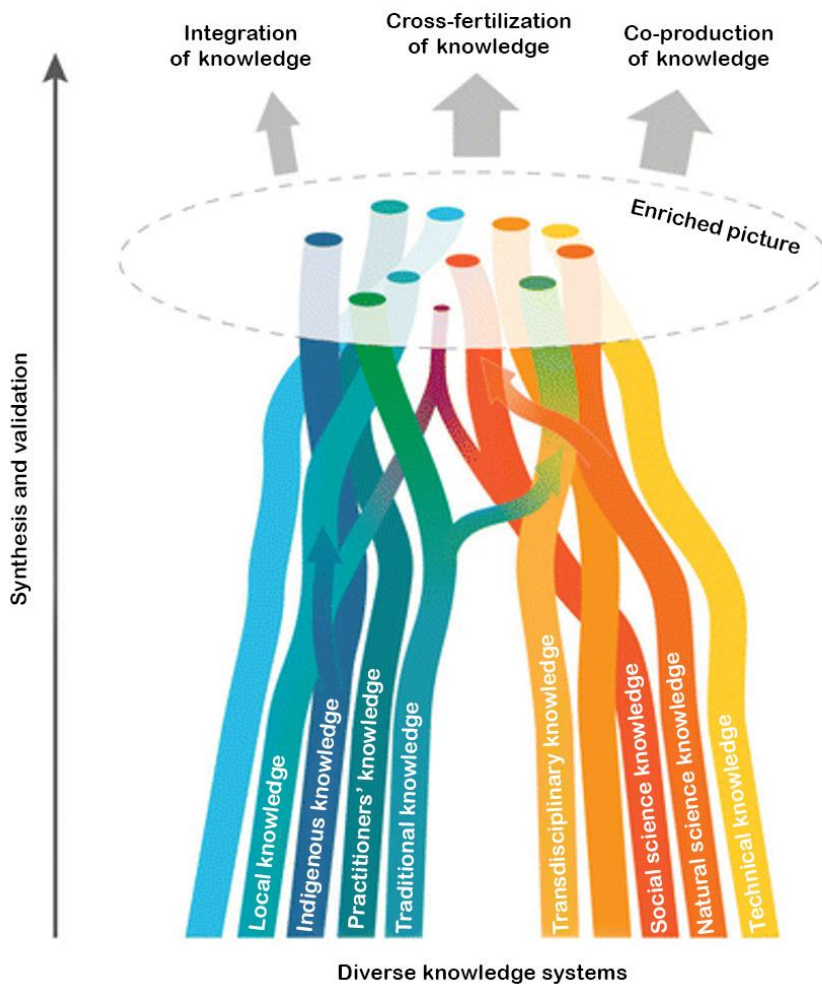 Integration
of knowledge
Cross-fertilization
of knowledge
Co-production
of knowledge
Enriched picture
Synthesis and validation
Local knowledge
Indigenous knowledge
Practitioners’ knowledge
Traditional knowledge
Transdisciplinary knowledge
Social science knowledge
Natural science knowledge
Technical knowledge
Diverse knowledge systems